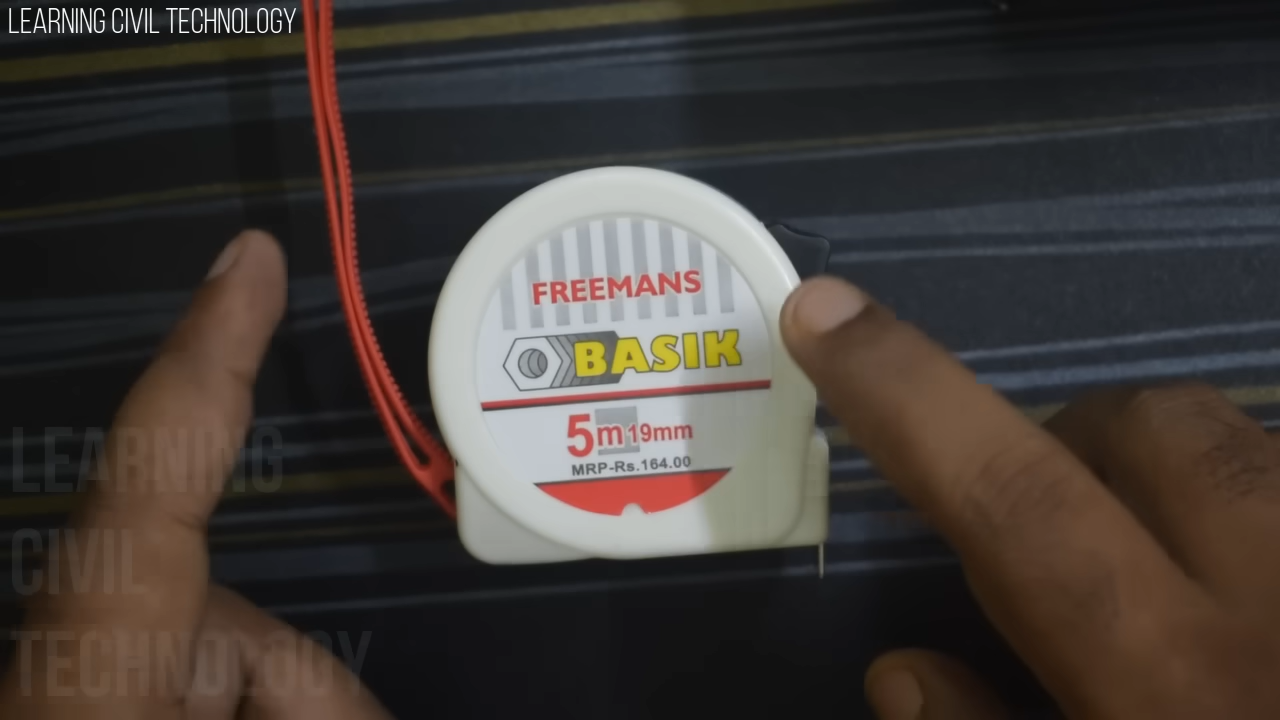 LEARNING CIVIL TECHNOLOGY
FREEMANS
BASIK
5m 19mm
MRP-Rs.164.00
LEARNING
CIVIL
TECHNOLOGY